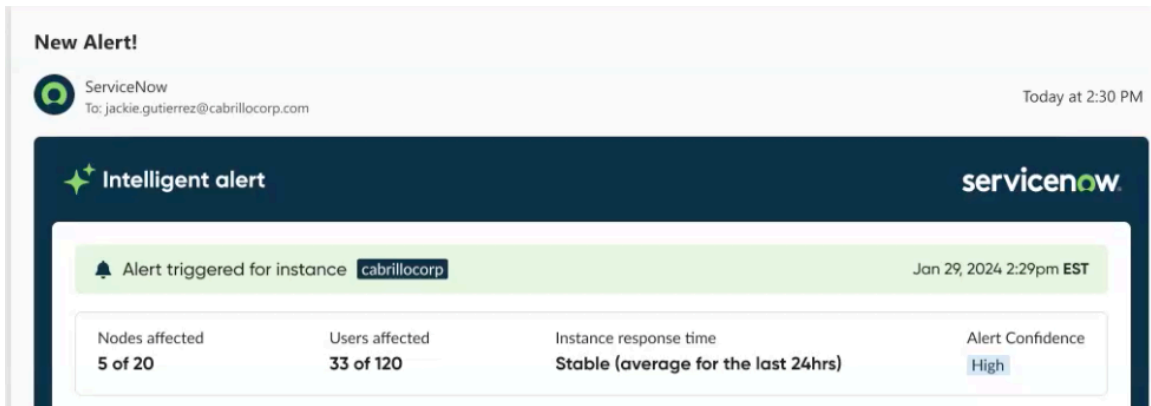 New Alert!
ServiceNow
To: jackie.gutierrez@cabrillocorp.com
Today at 2:30 PM
Intelligent alert
servicenow.
Alert triggered for instance cabrillocorp
Jan 29, 2024 2:29pm EST
Nodes affected
5 of 20
Users affected
33 of 120
Instance response time
Stable (average for the last 24hrs)
Alert Confidence
High